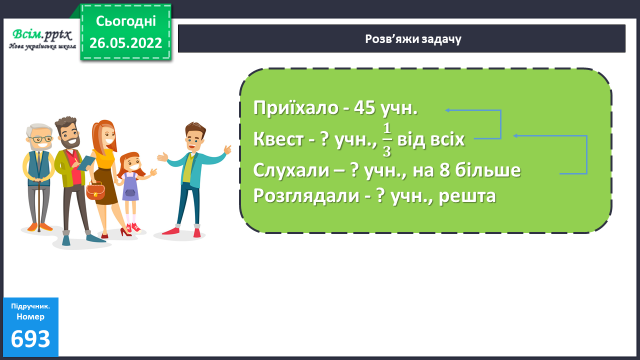 Всім.pptx
Нова українська школа
Сьогодні
26.05.2022
Розв’яжи задачу
Приїхало - 45 учн.
Квест - ? учн., 1/3 від всіх
Слухали – ? учн., на 8 більше
Розглядали - ? учн., решта
Підручник.
Номер
693